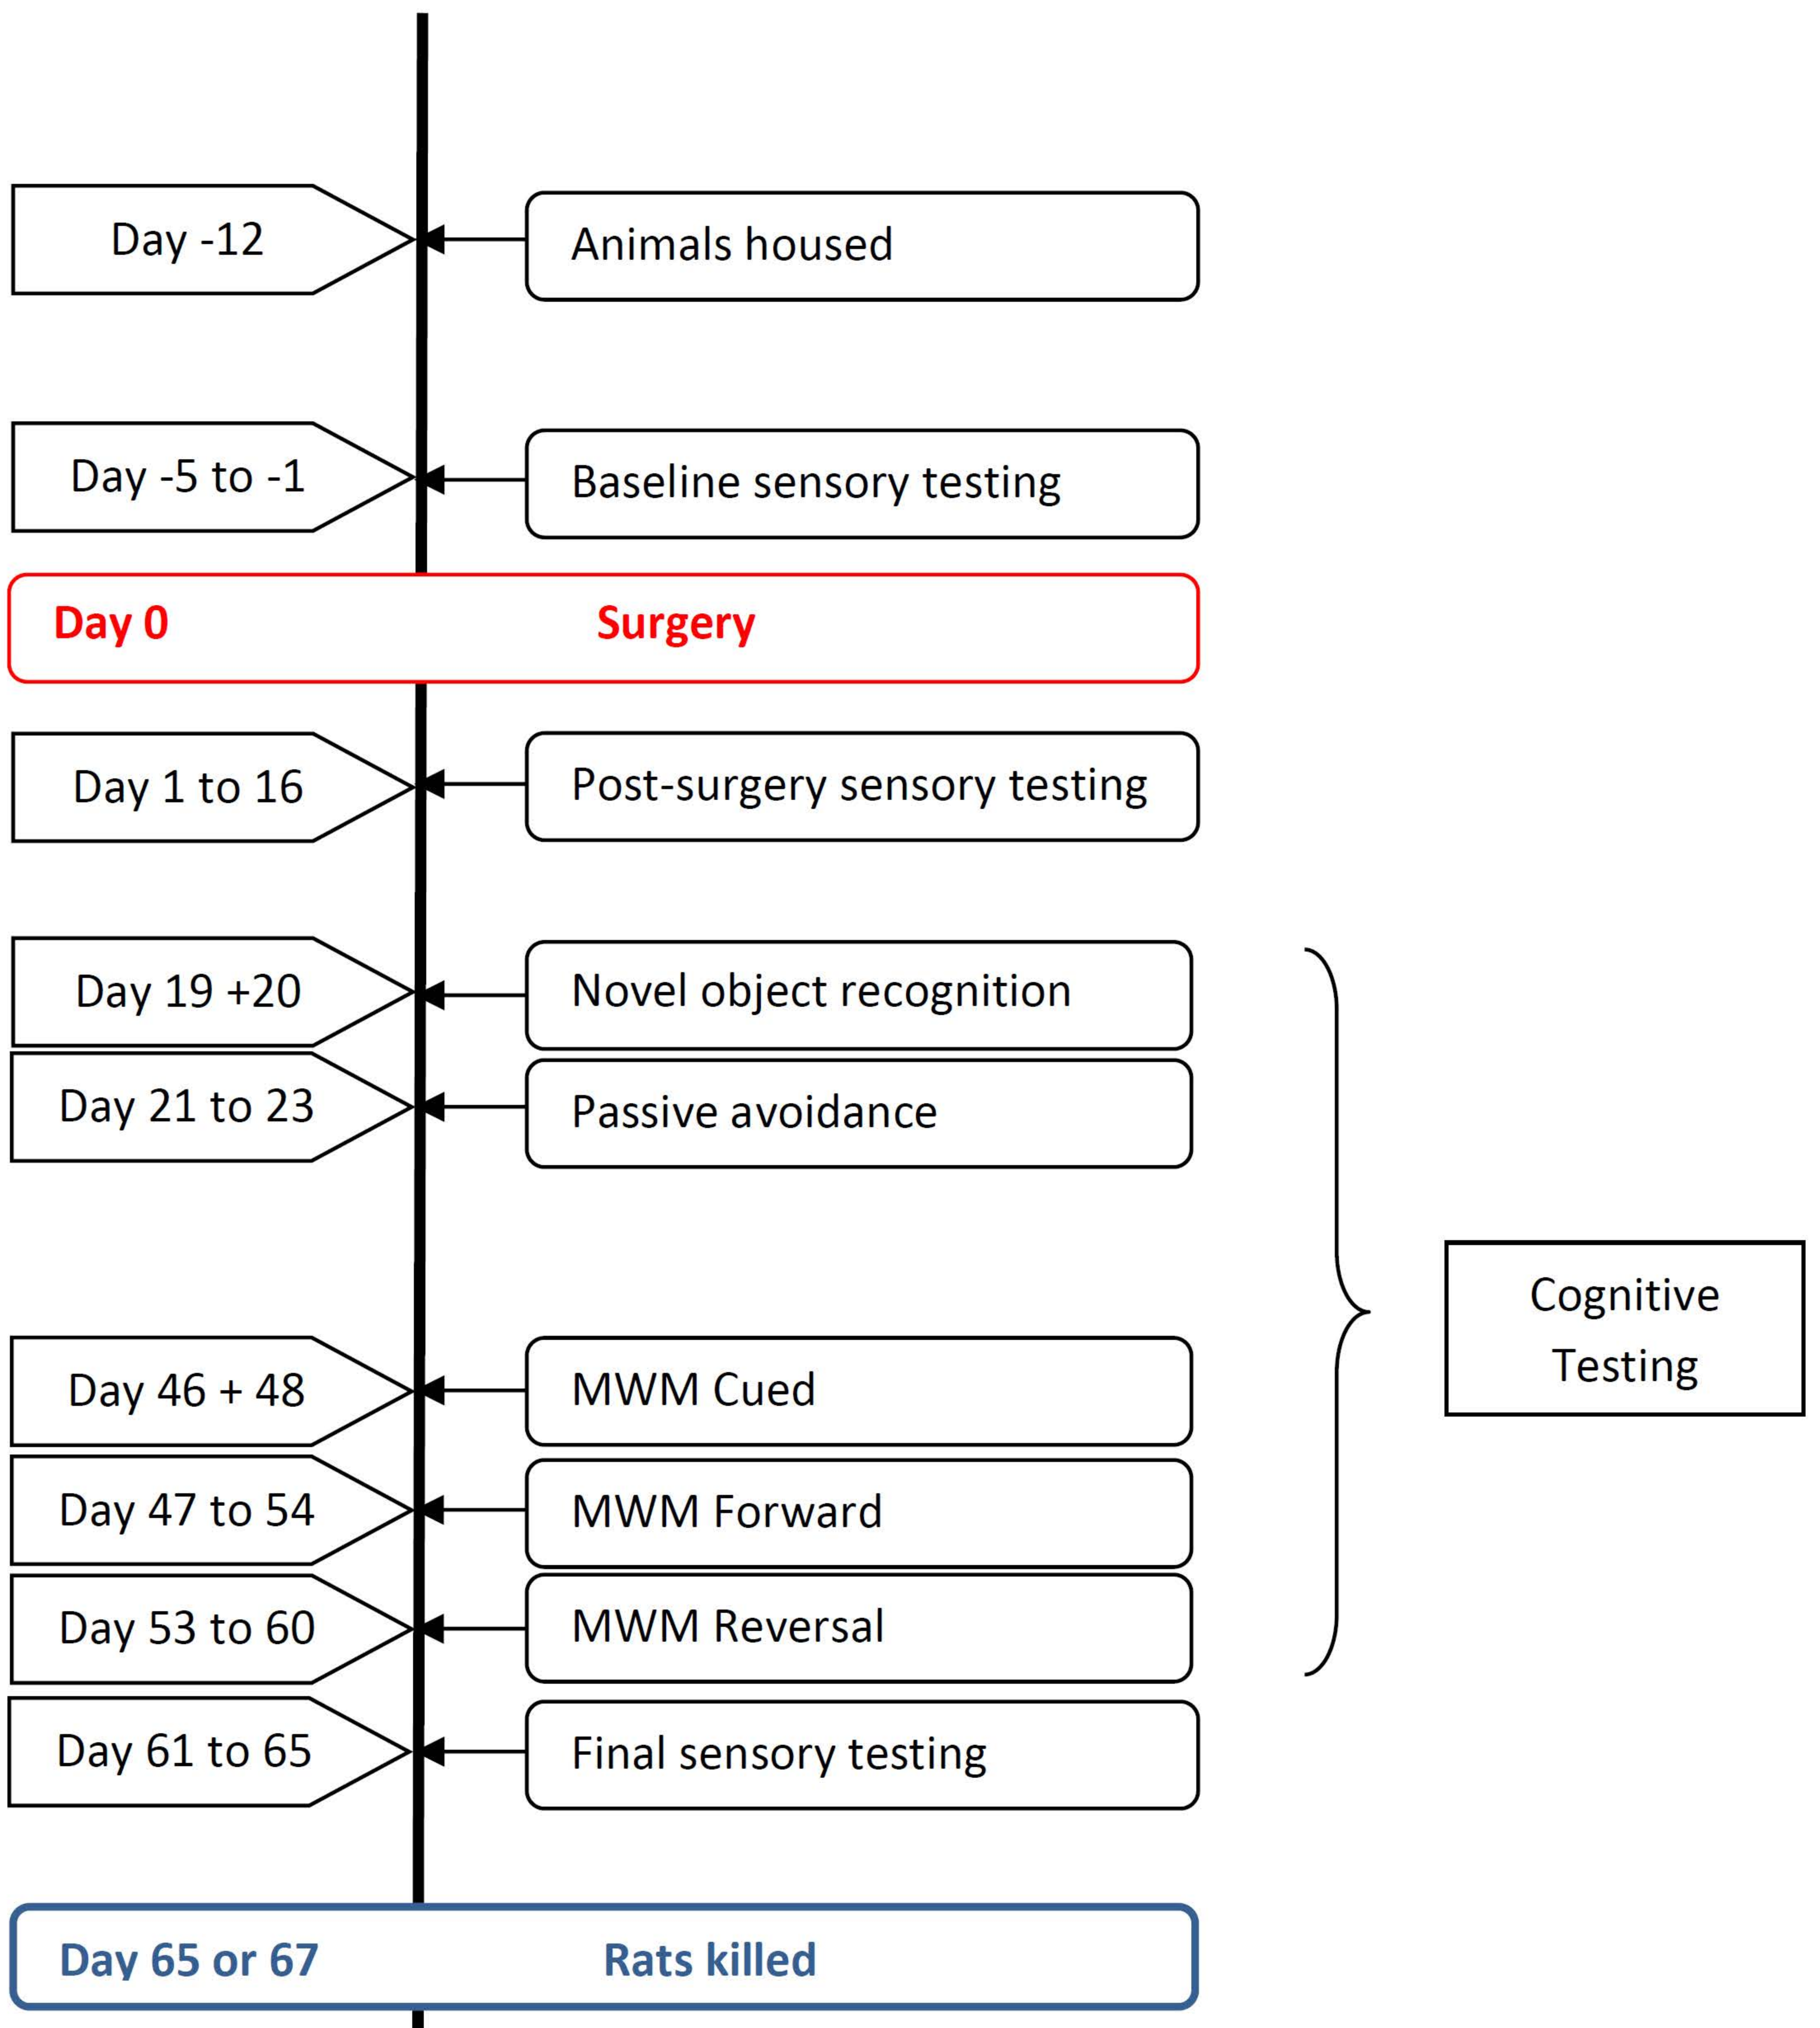 Day -12
Animals housed
Day -5 to -1
Baseline sensory testing
Day 0
Surgery
Day 1 to 16
Post-surgery sensory testing
Day 19 +20
Novel object recognition
Day 21 to 23
Passive avoidance
Day 46 + 48
MWM Cued
Day 47 to 54
MWM Forward
Day 53 to 60
MWM Reversal
Cognitive
Testing
Day 61 to 65
Final sensory testing
Day 65 or 67
Rats killed